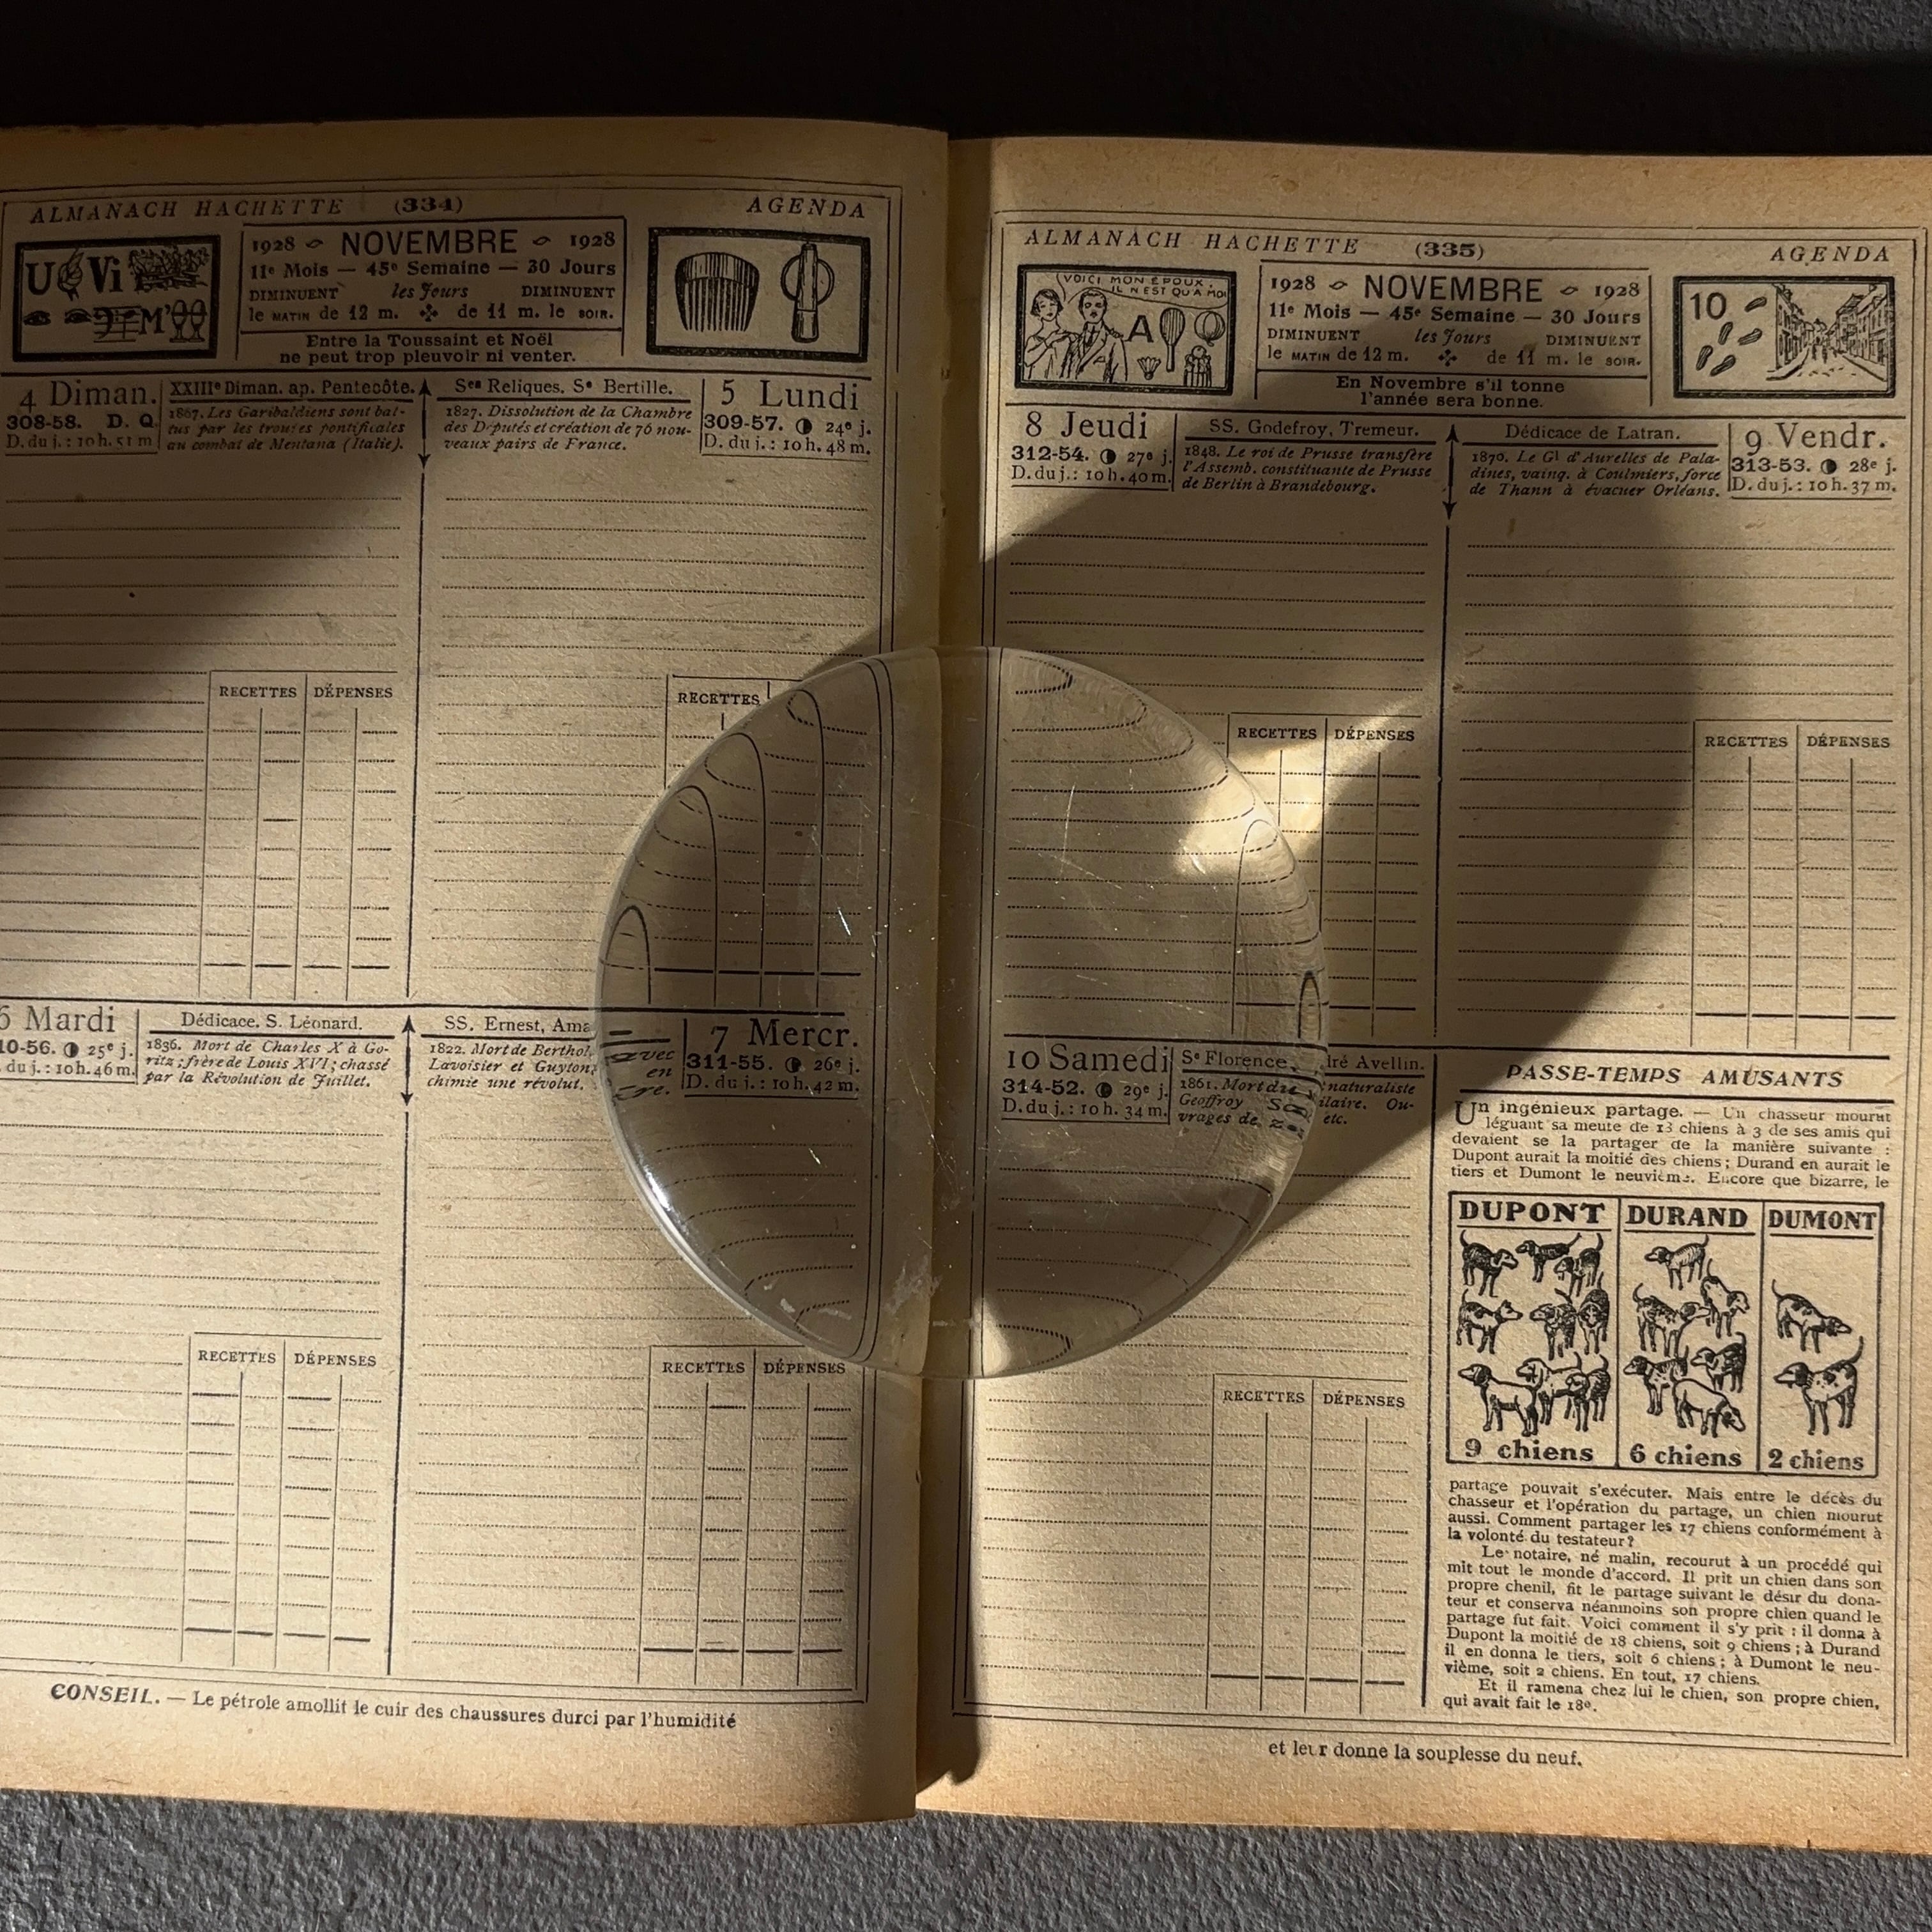 ALMANACH HACHETTE (334) AGENDA
U Vi
M'
1928 NOVEMBRE 1928
11e Mois — 45e Semaine — 30 Jours
DIMINUENT les Jours DIMINUENT
le MATIN de 12 m. de 11 m. le SOIR.
Entre la Toussaint et Noël
ne peut trop pleuvoir ni venter.
4 Diman.
308-58. D. Q.
D. du j. : 10 h. 51 m
XXIIIe Diman. ap. Pentecôte.
1867. Les Garibaldiens sont bat-
tus par les troupes pontificales
au combat de Mentana (Italie).
Stes Reliques. Se Bertille.
1827. Dissolution de la Chambre
des Députés et création de 76 nou-
veaux pairs de France.
5 Lundi
309-57. 24e j.
D. du j. : 10 h. 48 m.
RECETTES DÉPENSES
RECETTES
6 Mardi
10-56. 25e j.
D. du j. : 10 h. 46 m.
Dédicace. S. Léonard.
1836. Mort de Charles X à Go-
ritz ; frère de Louis XVI ; chassé
par la Révolution de Juillet.
SS. Ernest, Ama
1822. Mort de Berthol, avec
Lavoisier et Guyton, en
chimie une révolut.
7 Mercr.
311-55. 26e j.
D. du j. : 10 h. 42 m.
RECETTES DÉPENSES
RECETTES DÉPENSES
CONSEIL. — Le pétrole amollit le cuir des chaussures durci par l'humidité
ALMANACH HACHETTE (335) AGENDA
VOICI MON ÉPOUX,
IL N'EST QU'A MOI
A
1928 NOVEMBRE 1928
11e Mois — 45e Semaine — 30 Jours
DIMINUENT les Jours DIMINUENT
le MATIN de 12 m. de 11 m. le SOIR.
En Novembre s'il tonne
l'année sera bonne.
10
8 Jeudi
312-54. 27e j.
D. du j. : 10 h. 40 m.
SS. Godefroy, Tremeur.
1848. Le roi de Prusse transfère
l'Assemb. constituante de Prusse
de Berlin à Brandebourg.
Dédicace de Latran.
1870. Le Gl d'Aurelles de Pala-
dines, vainq. à Coulmiers, force
de Thann à évacuer Orléans.
9 Vendr.
313-53. 28e j.
D. du j. : 10 h. 37 m.
RECETTES DÉPENSES
RECETTES DÉPENSES
10 Samedi
314-52. 29e j.
D. du j. : 10 h. 34 m.
Se Florence, dré Avellin.
1861. Mort du naturaliste
Geoffroy ilaire. Ou-
vrages de etc.
RECETTES DÉPENSES
PASSE-TEMPS AMUSANTS
Un ingénieux partage. — Un chasseur mourut
léguant sa meute de 18 chiens à 3 de ses amis qui
devaient se la partager de la manière suivante :
Dupont aurait la moitié des chiens ; Durand en aurait le
tiers et Dumont le neuvième. Encore que bizarre, le
DUPONT DURAND DUMONT
9 chiens 6 chiens 2 chiens
partage pouvait s'exécuter. Mais entre le décès du
chasseur et l'opération du partage, un chien mourut
aussi. Comment partager les 17 chiens conformément à
la volonté du testateur ?
Le notaire, né malin, recourut à un procédé qui
mit tout le monde d'accord. Il prit un chien dans son
propre chenil, fit le partage suivant le désir du dona-
teur et conserva néanmoins son propre chien quand le
partage fut fait. Voici comment il s'y prit : il donna à
Dupont la moitié de 18 chiens, soit 9 chiens ; à Durand
il en donna le tiers, soit 6 chiens ; à Dumont le neu-
vième, soit 2 chiens. En tout, 17 chiens.
Et il ramena chez lui le chien, son propre chien,
qui avait fait le 18e.
et leur donne la souplesse du neuf.